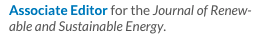 Associate Editor for the Journal of Renew-
able and Sustainable Energy.